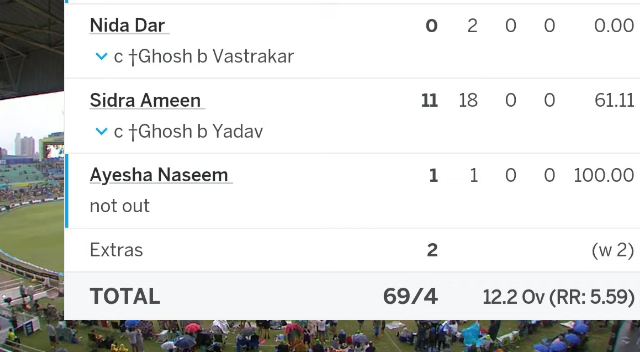 Nida Dar 0 2 0 0 0.00
c †Ghosh b Vastrakar
Sidra Ameen 11 18 0 0 61.11
c †Ghosh b Yadav
Ayesha Naseem 1 1 0 0 100.00
not out
Extras 2 (w 2)
TOTAL 69/4 12.2 Ov (RR: 5.59)